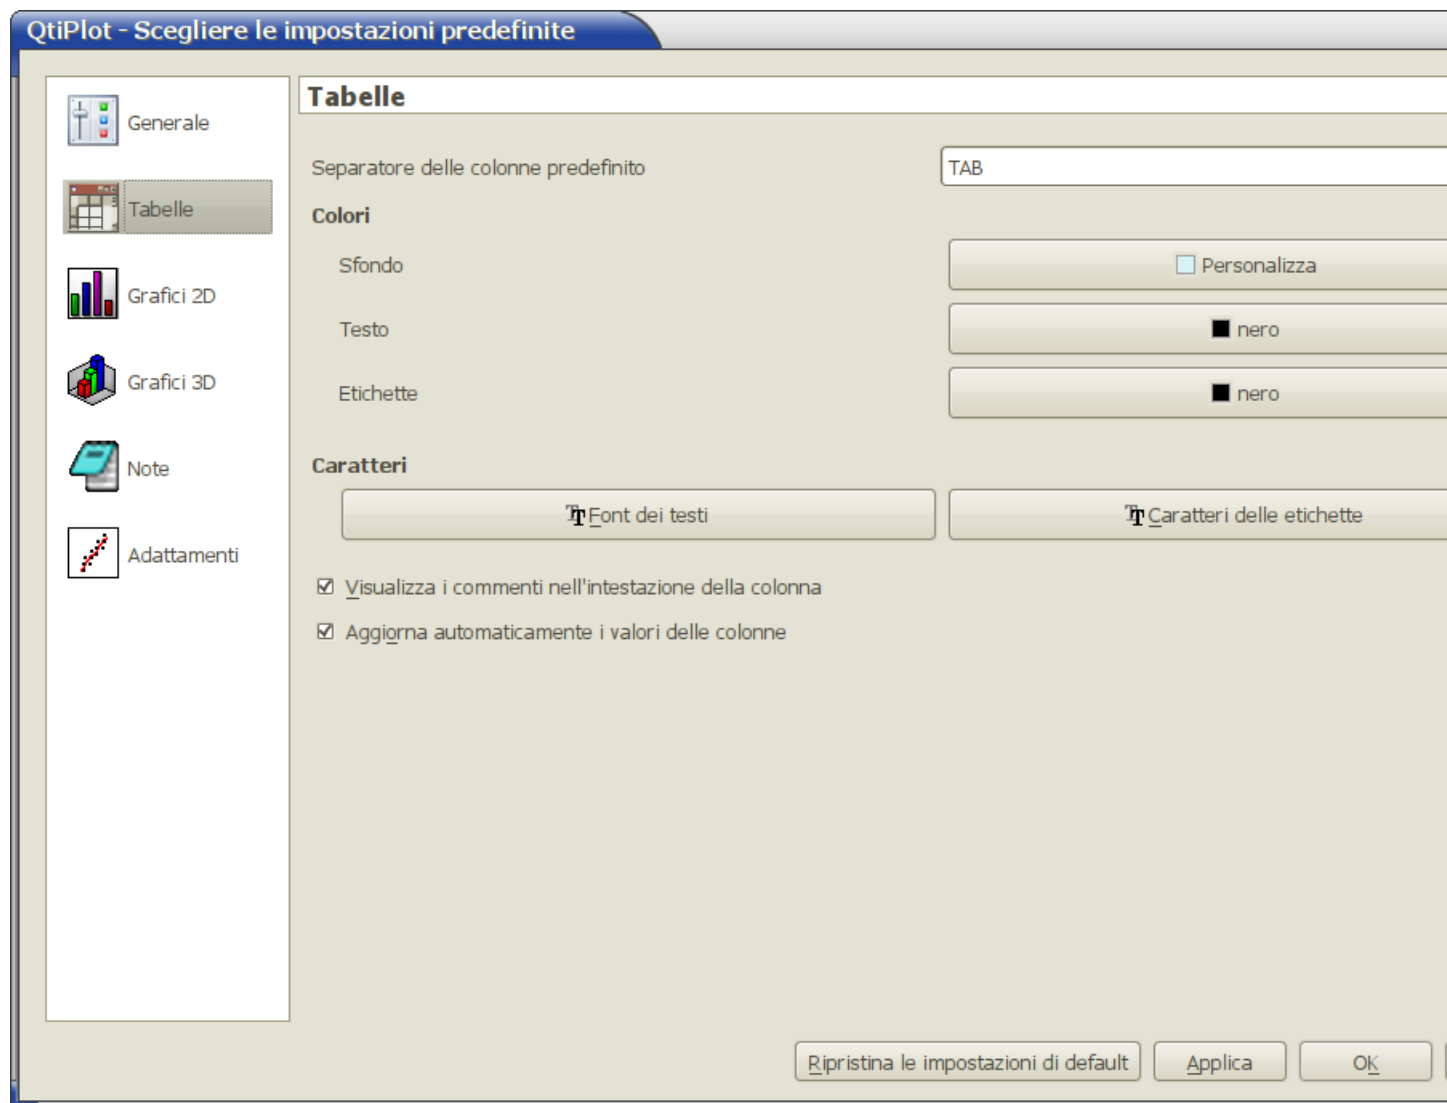 QtiPlot - Scegliere le impostazioni predefinite
Generale
Tabelle
Grafici 2D
Grafici 3D
Note
Adattamenti
Tabelle
Separatore delle colonne predefinito TAB
Colori
Sfondo Personalizza
Testo nero
Etichette nero
Caratteri
Font dei testi Caratteri delle etichette
Visualizza i commenti nell'intestazione della colonna
Aggiorna automaticamente i valori delle colonne
Ripristina le impostazioni di default Applica OK